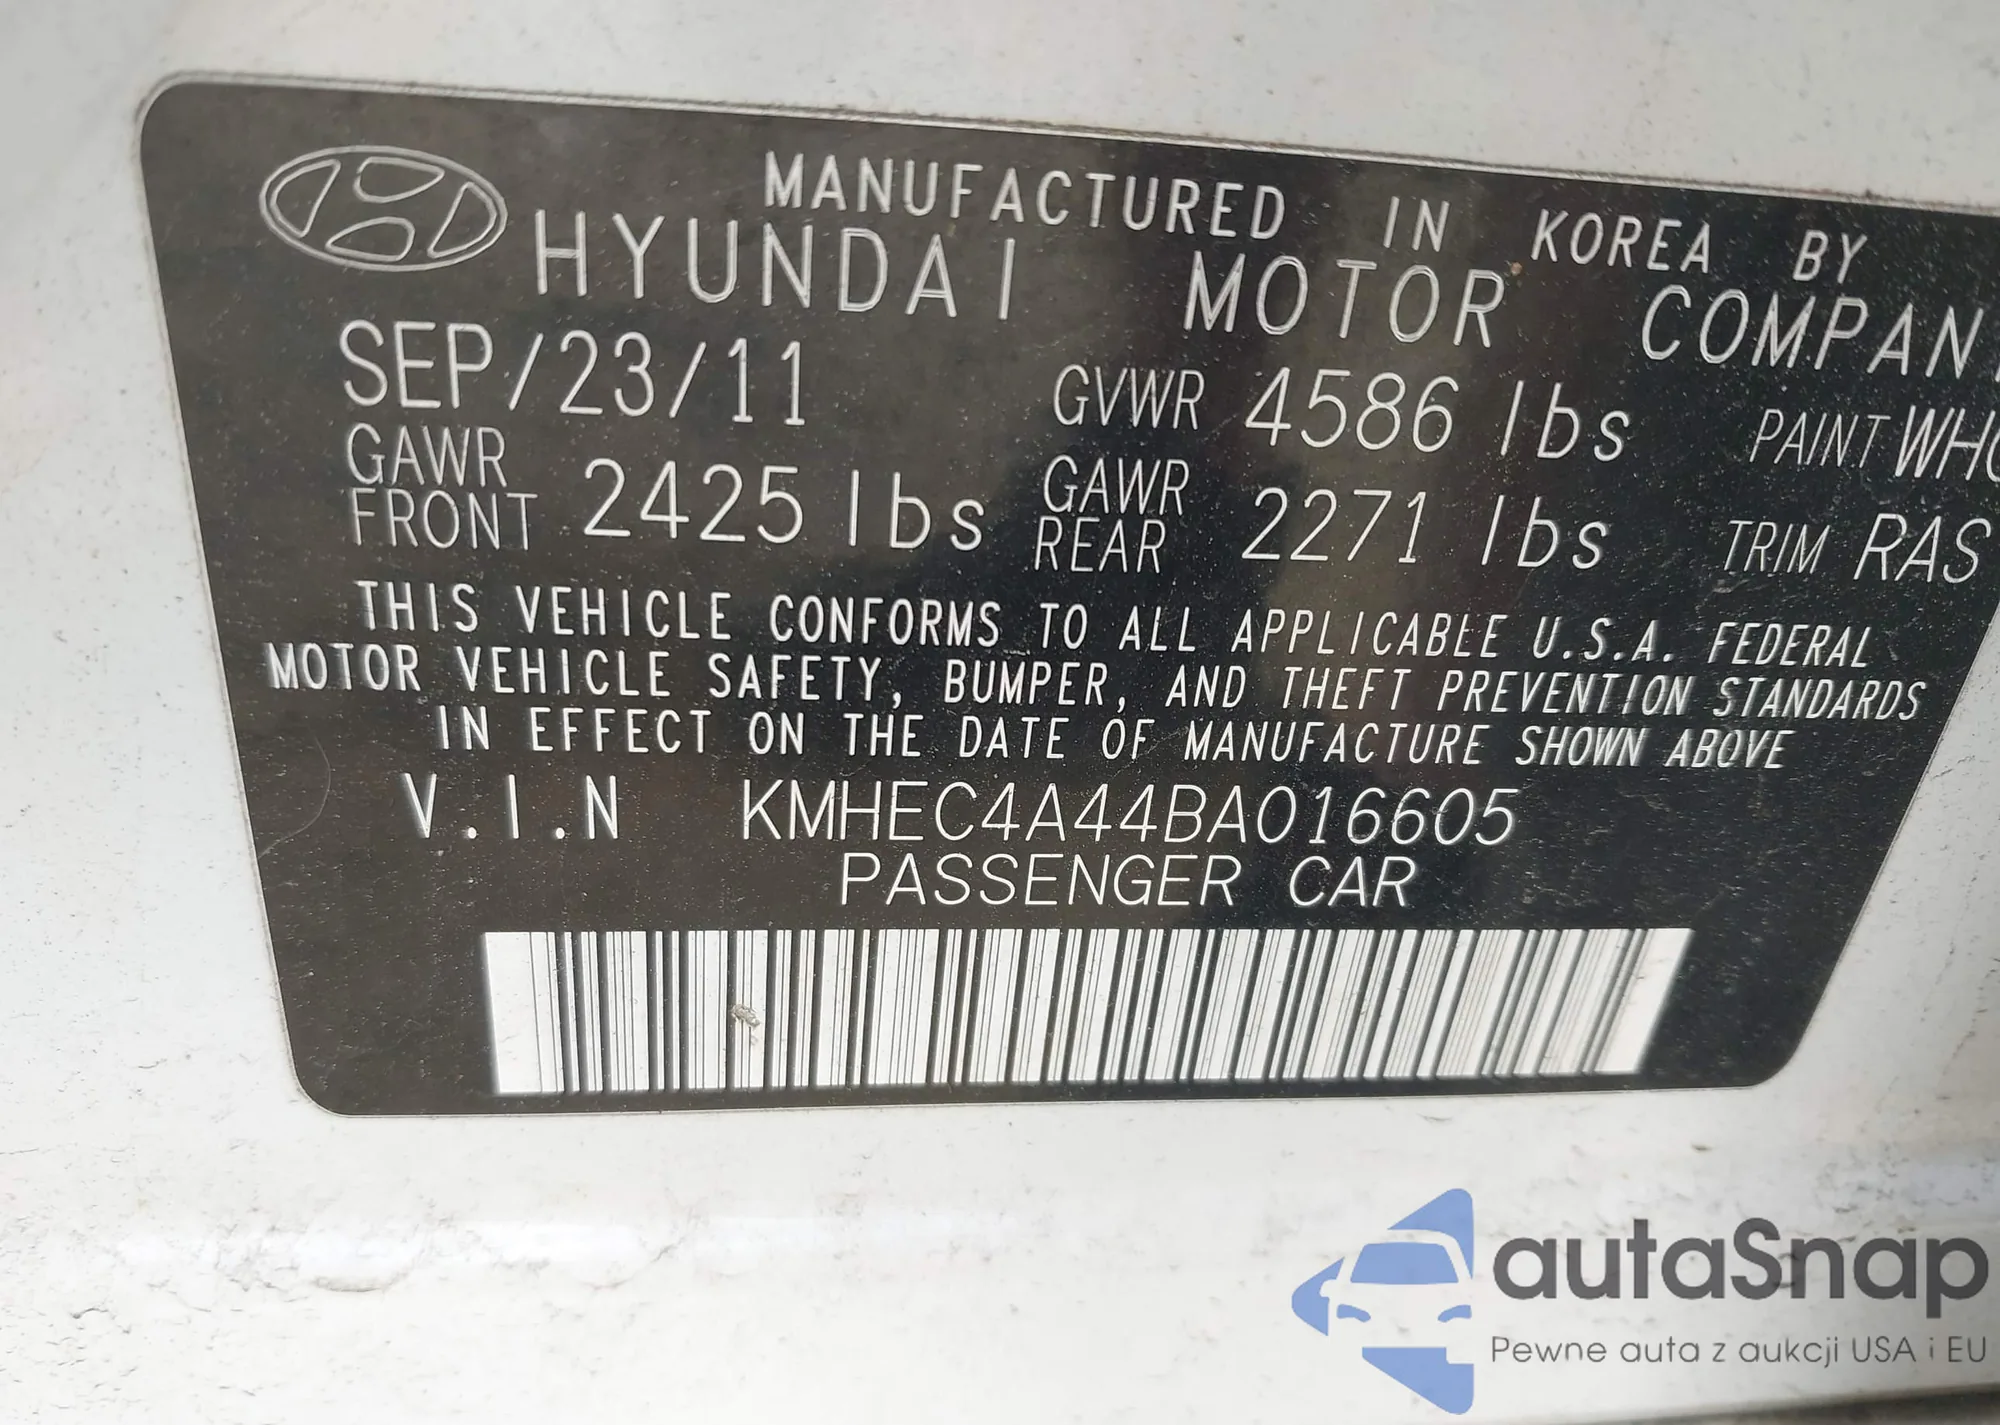 MANUFACTURED IN KOREA BY
HYUNDAI MOTOR COMPAN
SEP/23/11 GVWR 4586 lbs PAINT WH
GAWR FRONT 2425 lbs GAWR REAR 2271 lbs TRIM RAS
THIS VEHICLE CONFORMS TO ALL APPLICABLE U.S.A. FEDERAL
MOTOR VEHICLE SAFETY, BUMPER, AND THEFT PREVENTION STANDARDS
IN EFFECT ON THE DATE OF MANUFACTURE SHOWN ABOVE
V.I.N KMHEC4A44BA016605
PASSENGER CAR
autaSnap
Pewne auta z aukcji USA i EU